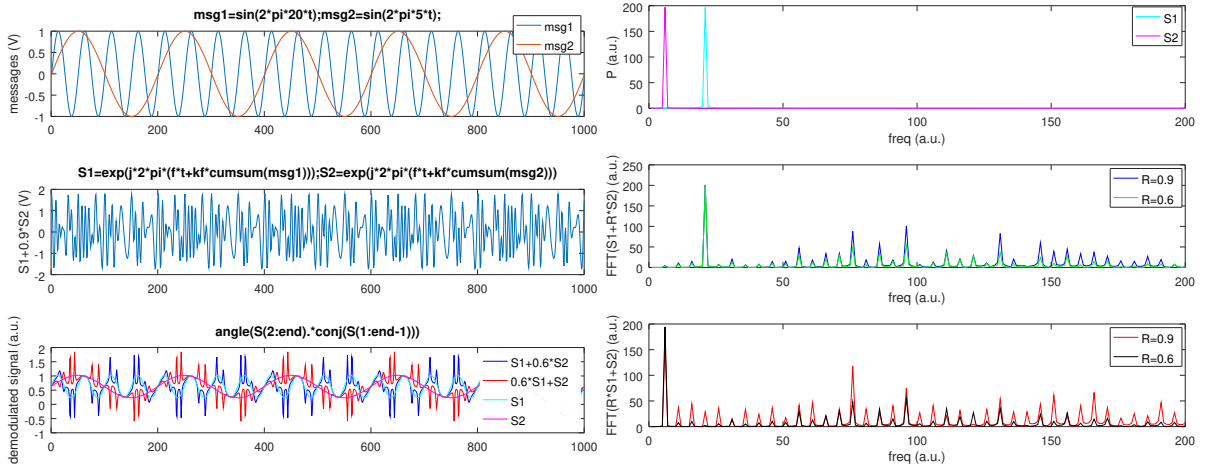 msg1=sin(2*pi*20*t);msg2=sin(2*pi*5*t);
messages (V)
1
0.5
0
-0.5
-1
0
200
400
600
800
1000
msg1
msg2
P (a.u.)
200
150
100
50
0
0
50
100
150
200
freq (a.u.)
S1
S2
S1=exp(j*2*pi*(f*t+kf*cumsum(msg1)));S2=exp(j*2*pi(f*t+kf*cumsum(msg2)))
S1+0.9*S2 (V)
2
1
0
-1
-2
0
200
400
600
800
1000
FFT(S1+R*S2) (a.u.)
250
200
150
100
50
0
0
50
100
150
200
freq (a.u.)
R=0.9
R=0.6
angle(S(2:end).*conj(S(1:end-1)))
demodulated signal (a.u.)
2
1.5
1
0.5
0
-0.5
-1
0
200
400
600
800
1000
S1+0.6*S2
0.6*S1+S2
S1
S2
FFT(R*S1+S2) (a.u.)
200
150
100
50
0
0
50
100
150
200
freq (a.u.)
R=0.9
R=0.6